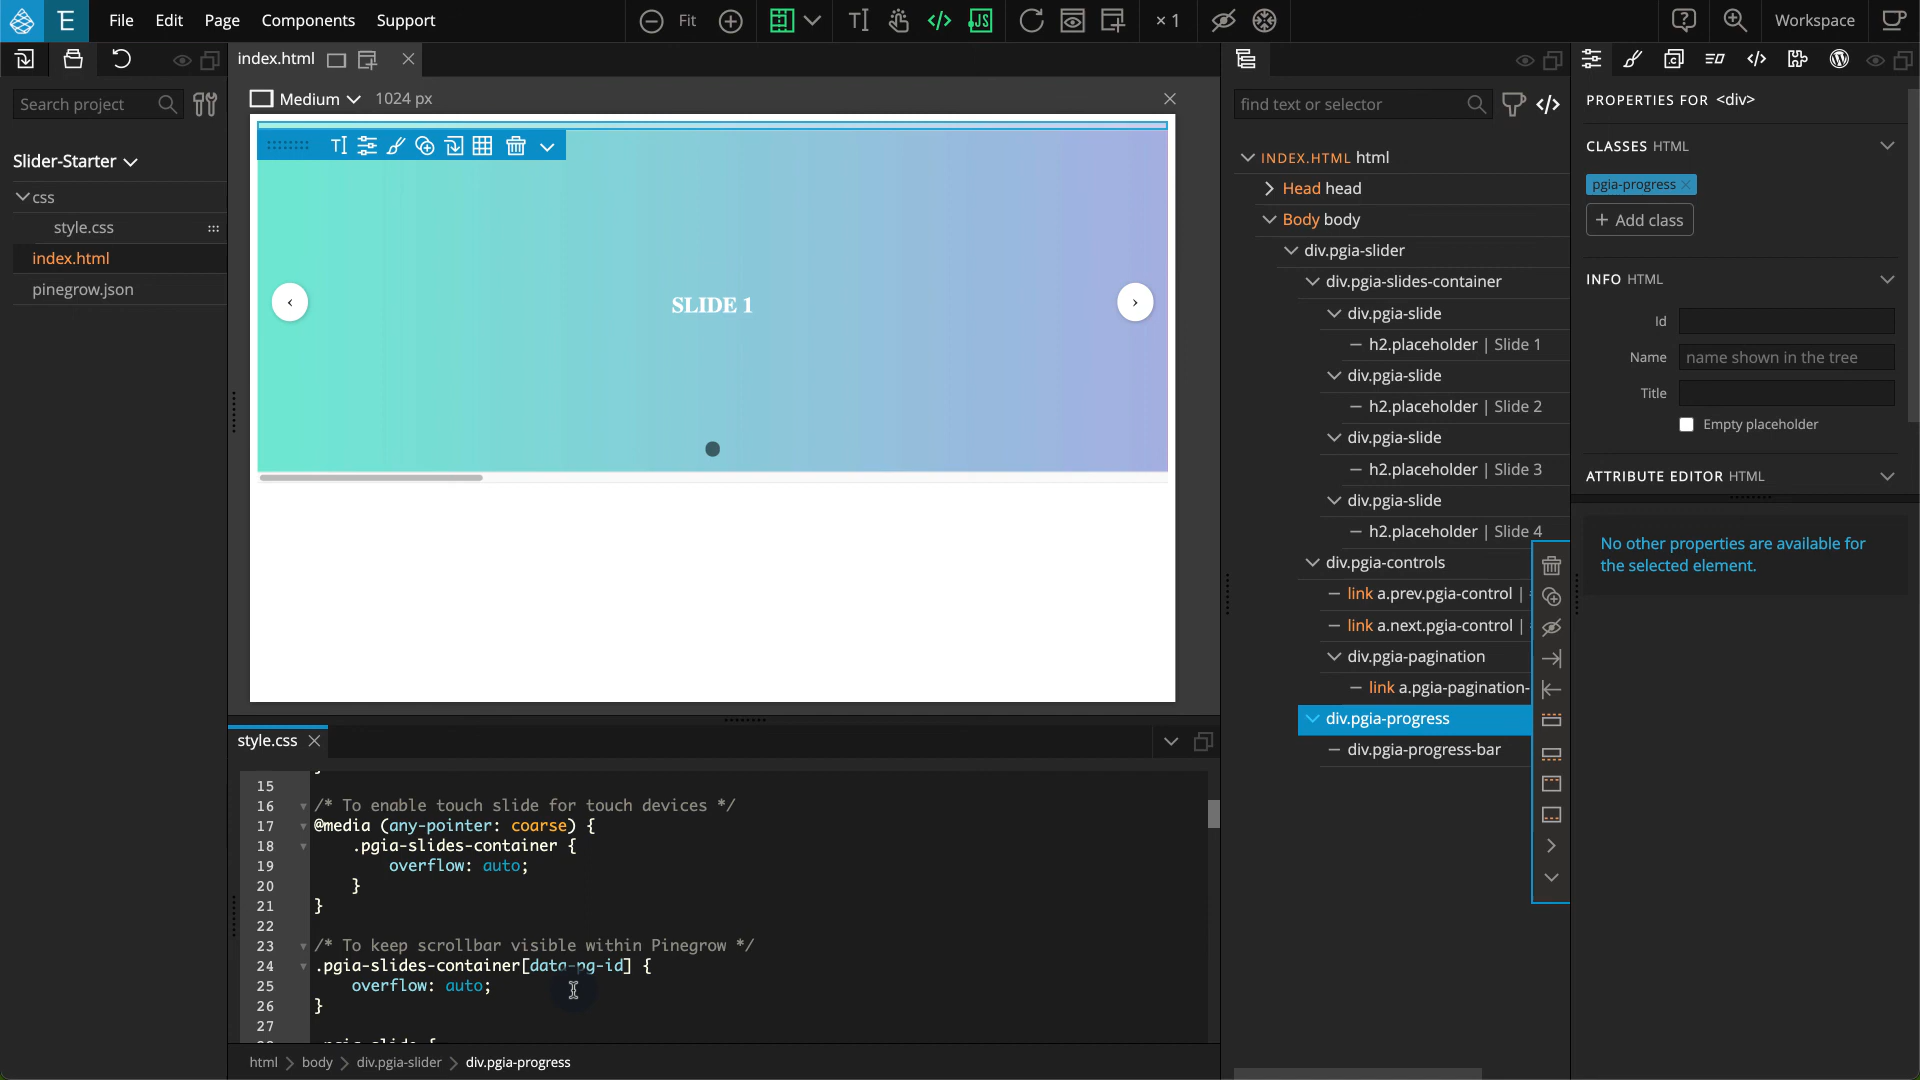 E
File
Edit
Page
Components
Support
Fit
JS
× 1
Workspace
index.html
Search project
Slider-Starter
css
style.css
index.html
pinegrow.json
Medium
1024 px
SLIDE 1
style.css
15
16 /* To enable touch slide for touch devices */
17 @media (any-pointer: coarse) {
18 .pgia-slides-container {
19 overflow: auto;
20 }
21 }
22
23 /* To keep scrollbar visible within Pinegrow */
24 .pgia-slides-container[data-pg-id] {
25 overflow: auto;
26 }
27
html
body
div.pgia-slider
div.pgia-progress
find text or selector
INDEX.HTML html
Head head
Body body
div.pgia-slider
div.pgia-slides-container
div.pgia-slide
h2.placeholder | Slide 1
div.pgia-slide
h2.placeholder | Slide 2
div.pgia-slide
h2.placeholder | Slide 3
div.pgia-slide
h2.placeholder | Slide 4
div.pgia-controls
link a.prev.pgia-control |
link a.next.pgia-control |
div.pgia-pagination
link a.pgia-pagination-
div.pgia-progress
div.pgia-progress-bar
PROPERTIES FOR <div>
CLASSES HTML
pgia-progress
+ Add class
INFO HTML
Id
Name
name shown in the tree
Title
Empty placeholder
ATTRIBUTE EDITOR HTML
No other properties are available for
the selected element.